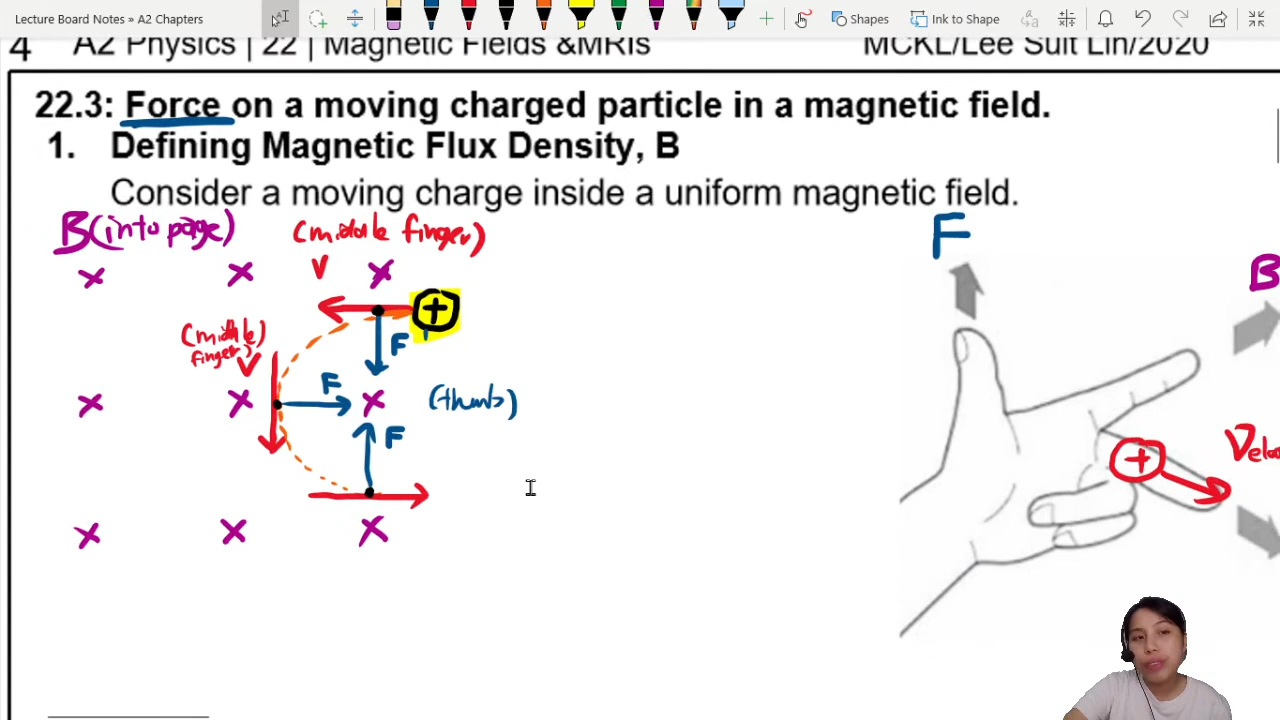 Lecture Board Notes » A2 Chapters
Shapes
Ink to Shape
4 A2 Physics | 22 | Magnetic Fields &MRIs MCKL/Lee Suit Lin/2020
22.3: Force on a moving charged particle in a magnetic field.
1. Defining Magnetic Flux Density, B
Consider a moving charge inside a uniform magnetic field.
B (into page)
(middle finger)
V
F
B
(middle
finger)
V
+
F
F
(thumb)
F
+